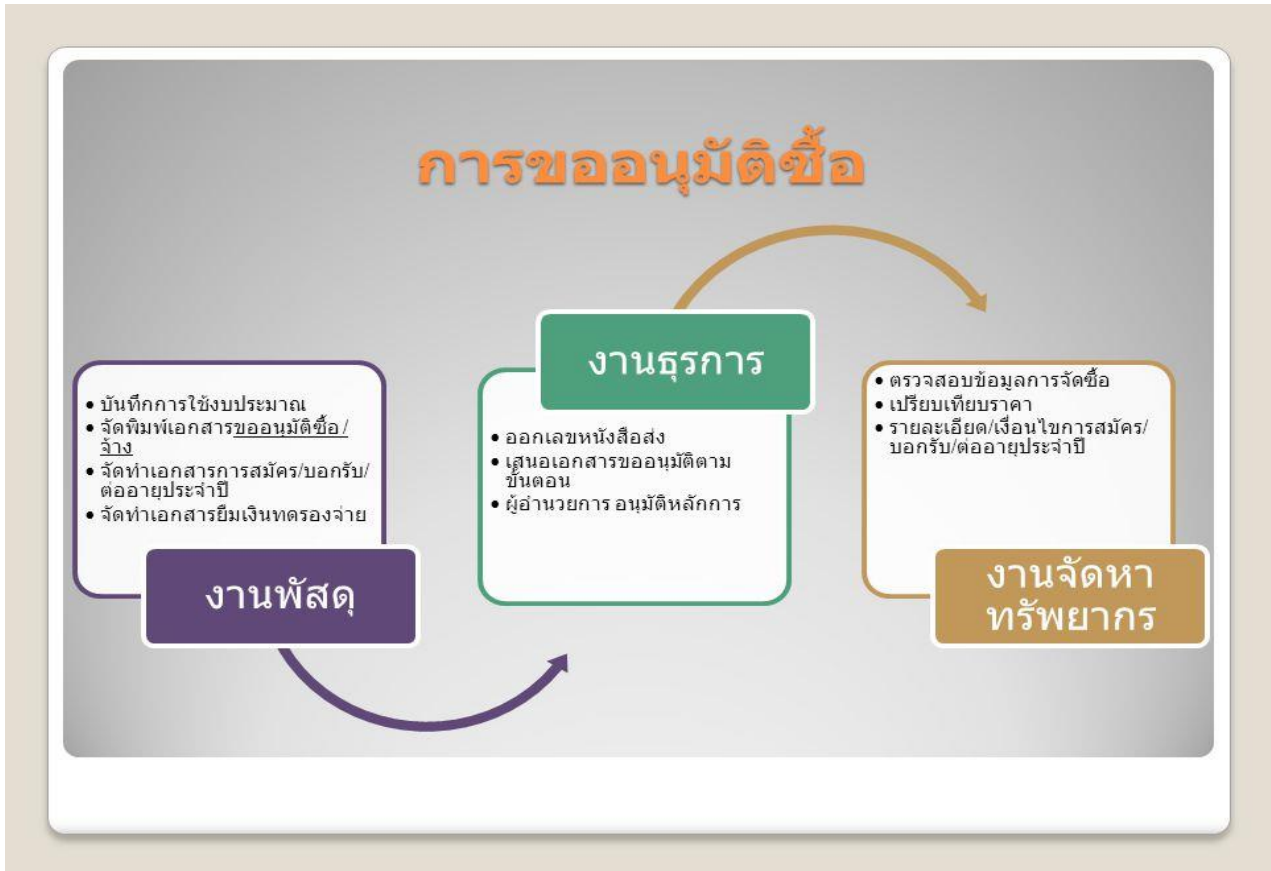 การขออนุมัติซื้อ
• บันทึกการใช้งบประมาณ
• จัดพิมพ์เอกสารขออนุมัติซื้อ/
จ้าง
• จัดทำเอกสารการสมัคร/บอกรับ/
ต่ออายุประจำปี
• จัดทำเอกสารยืมเงินทดรองจ่าย
งานพัสดุ
งานธุรการ
• ออกเลขหนังสือส่ง
• เสนอเอกสารขออนุมัติตาม
ขั้นตอน
• ผู้อำนวยการ อนุมัติหลักการ
• ตรวจสอบข้อมูลการจัดซื้อ
• เปรียบเทียบราคา
• รายละเอียด/เงื่อนไขการสมัคร/
บอกรับ/ต่ออายุประจำปี
งานจัดหา
ทรัพยากร